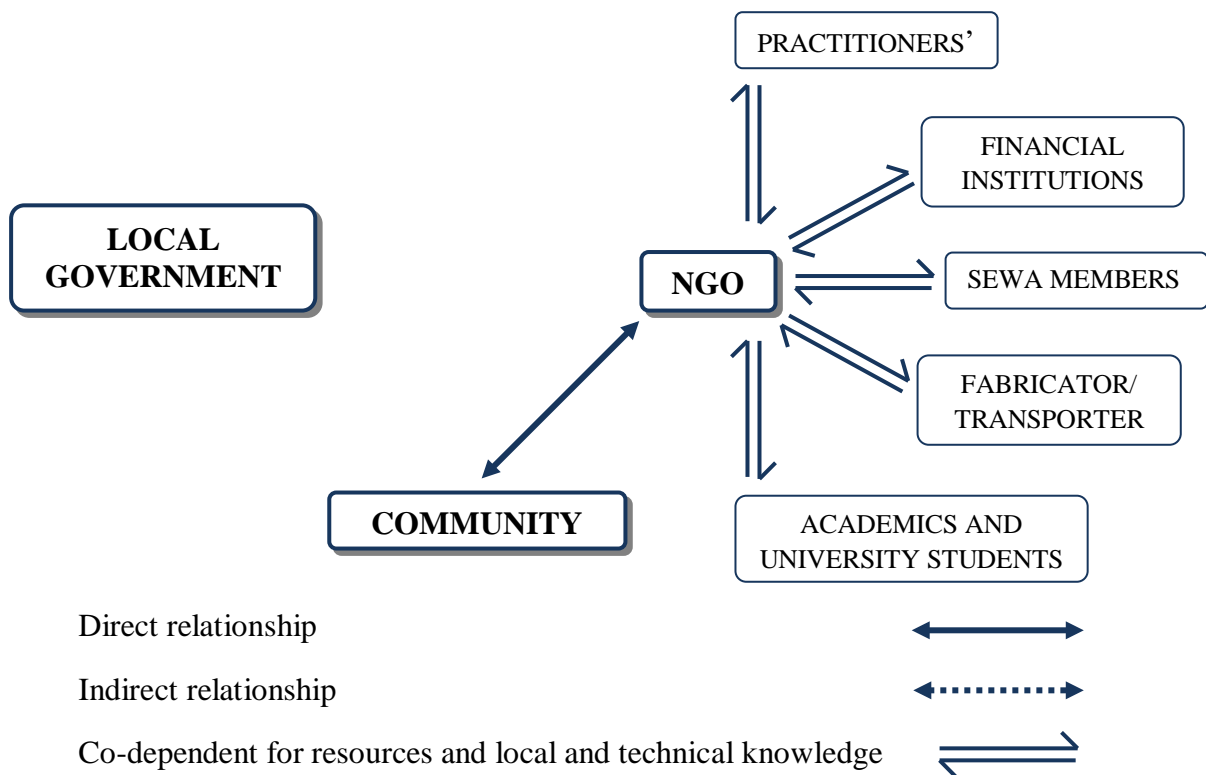 PRACTITIONERS’
FINANCIAL
INSTITUTIONS
LOCAL
GOVERNMENT
NGO
SEWA MEMBERS
FABRICATOR/
TRANSPORTER
COMMUNITY
ACADEMICS AND
UNIVERSITY STUDENTS
Direct relationship
Indirect relationship
Co-dependent for resources and local and technical knowledge